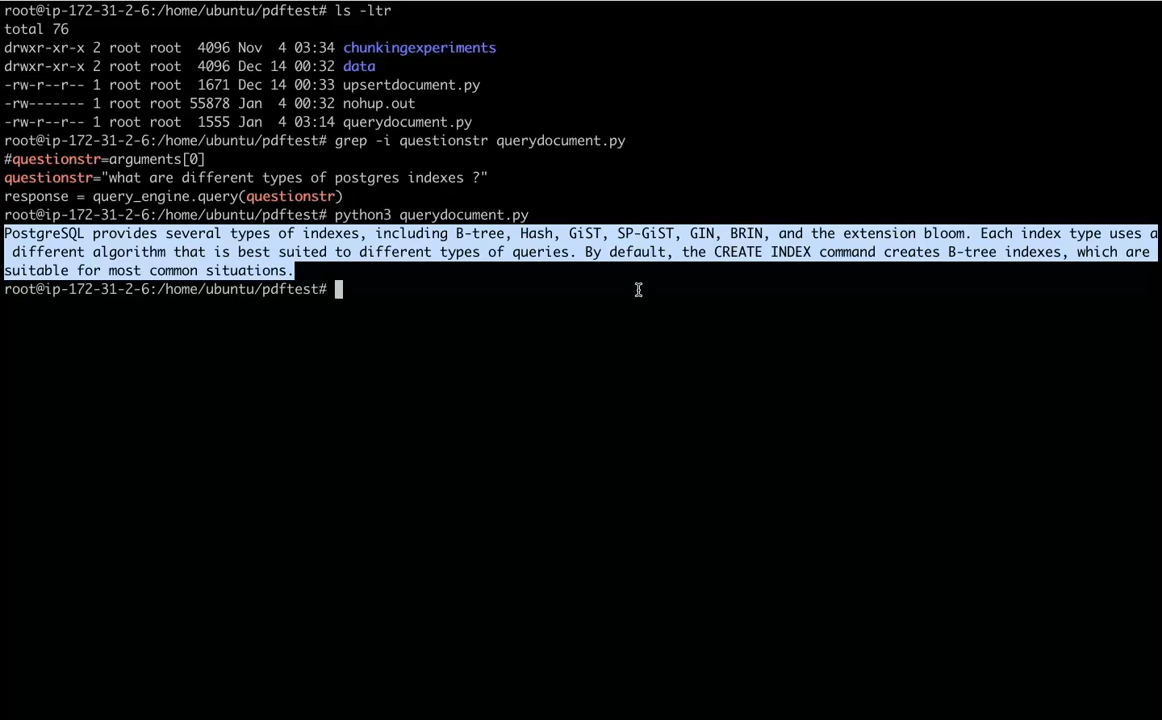 root@ip-172-31-2-6:/home/ubuntu/pdftest# ls -ltr
total 76
drwxr-xr-x 2 root root  4096 Nov  4 03:34 chunkingexperiments
drwxr-xr-x 2 root root  4096 Dec 14 00:32 data
-rw-r--r-- 1 root root  1671 Dec 14 00:33 upsertdocument.py
-rw------- 1 root root 55878 Jan  4 00:32 nohup.out
-rw-r--r-- 1 root root  1555 Jan  4 03:14 querydocument.py
root@ip-172-31-2-6:/home/ubuntu/pdftest# grep -i questionstr querydocument.py
#questionstr=arguments[0]
questionstr="what are different types of postgres indexes ?"
response = query_engine.query(questionstr)
root@ip-172-31-2-6:/home/ubuntu/pdftest# python3 querydocument.py
PostgreSQL provides several types of indexes, including B-tree, Hash, GiST, SP-GiST, GIN, BRIN, and the extension bloom. Each index type uses a
 different algorithm that is best suited to different types of queries. By default, the CREATE INDEX command creates B-tree indexes, which are
suitable for most common situations.
root@ip-172-31-2-6:/home/ubuntu/pdftest#